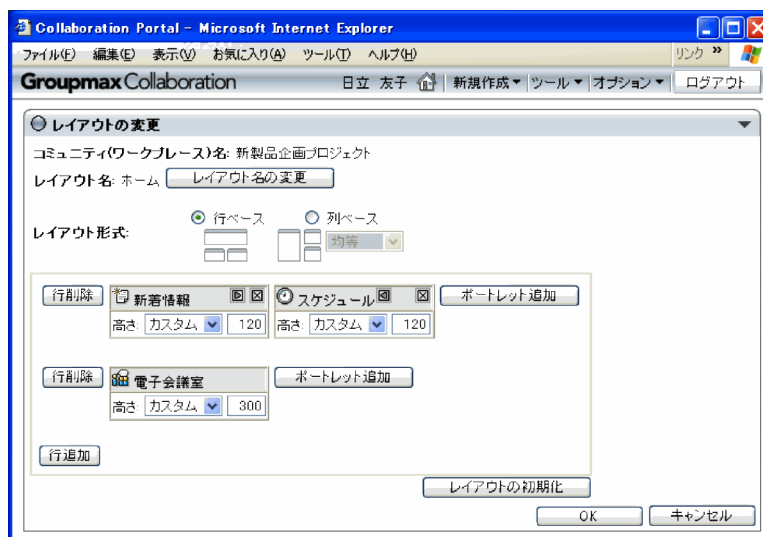 Collaboration Portal - Microsoft Internet Explorer
ファイル(F) 編集(E) 表示(V) お気に入り(A) ツール(T) ヘルプ(H) リンク »
Groupmax Collaboration 日立 友子 新規作成▼ ツール▼ オプション▼ ログアウト
レイアウトの変更
コミュニティ(ワークプレース)名: 新製品企画プロジェクト
レイアウト名: ホーム レイアウト名の変更
レイアウト形式: 行ベース 列ベース
均等
行削除 新着情報 スケジュール ポートレット追加
高さ: カスタム 120 高さ: カスタム 120
行削除 電子会議室 ポートレット追加
高さ: カスタム 300
行追加
レイアウトの初期化
OK キャンセル